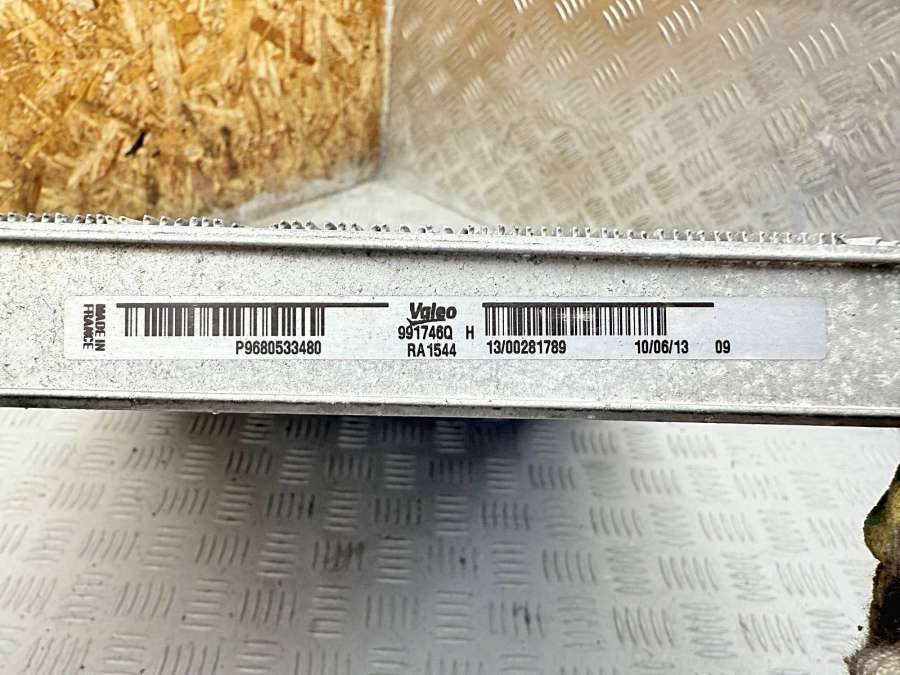 MADE IN
FRANCE
P9680533480
Valeo
991746Q H
RA1544
13/00281789 10/06/13 09